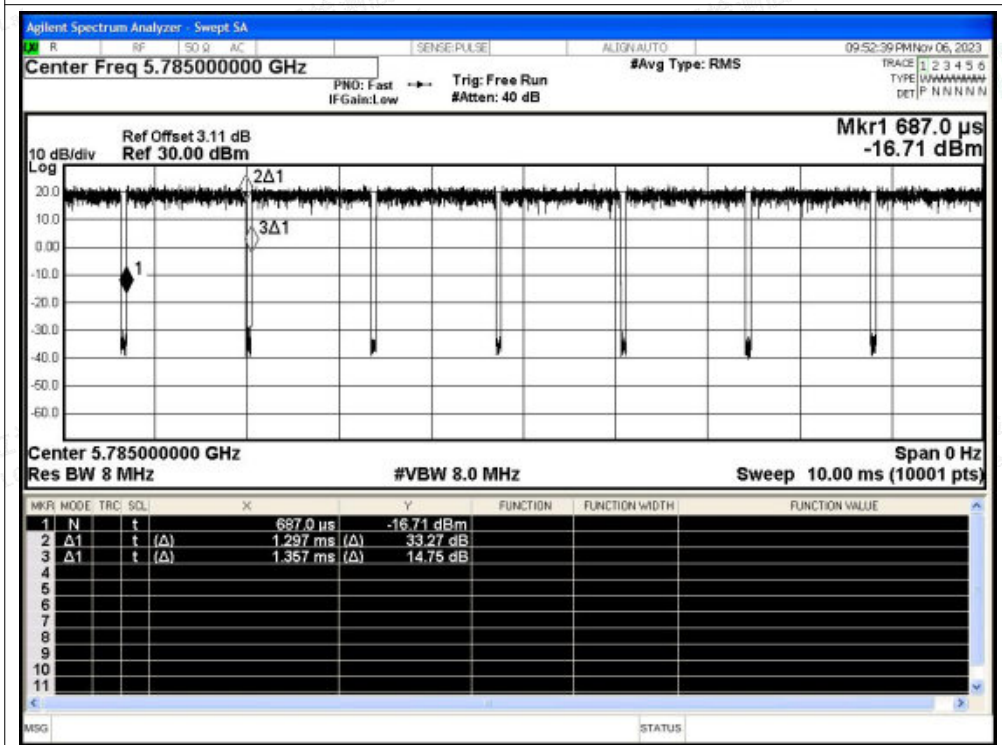 Agilent Spectrum Analyzer - Swept SA
LXI R RF 50 Ω AC SENSE:PULSE ALIGN AUTO 09:52:39 PM Nov 06, 2023
Center Freq 5.785000000 GHz #Avg Type: RMS TRACE 1 2 3 4 5 6
PNO: Fast Trig: Free Run TYPE WWWWWW
IFGain:Low #Atten: 40 dB DET P N N N N N
Mkr1 687.0 µs
Ref Offset 3.11 dB
10 dB/div Ref 30.00 dBm -16.71 dBm
Log
2Δ1
20.0
10.0
3Δ1
0.00
1
-10.0
-20.0
-30.0
-40.0
-50.0
-60.0
Center 5.785000000 GHz Span 0 Hz
Res BW 8 MHz #VBW 8.0 MHz Sweep 10.00 ms (10001 pts)
MKR MODE TRC SCL X Y FUNCTION FUNCTION WIDTH FUNCTION VALUE
1 N t 687.0 µs -16.71 dBm
2 Δ1 t (Δ) 1.297 ms (Δ) 33.27 dB
3 Δ1 t (Δ) 1.357 ms (Δ) 14.75 dB
4
5
6
7
8
9
10
11
MSG STATUS